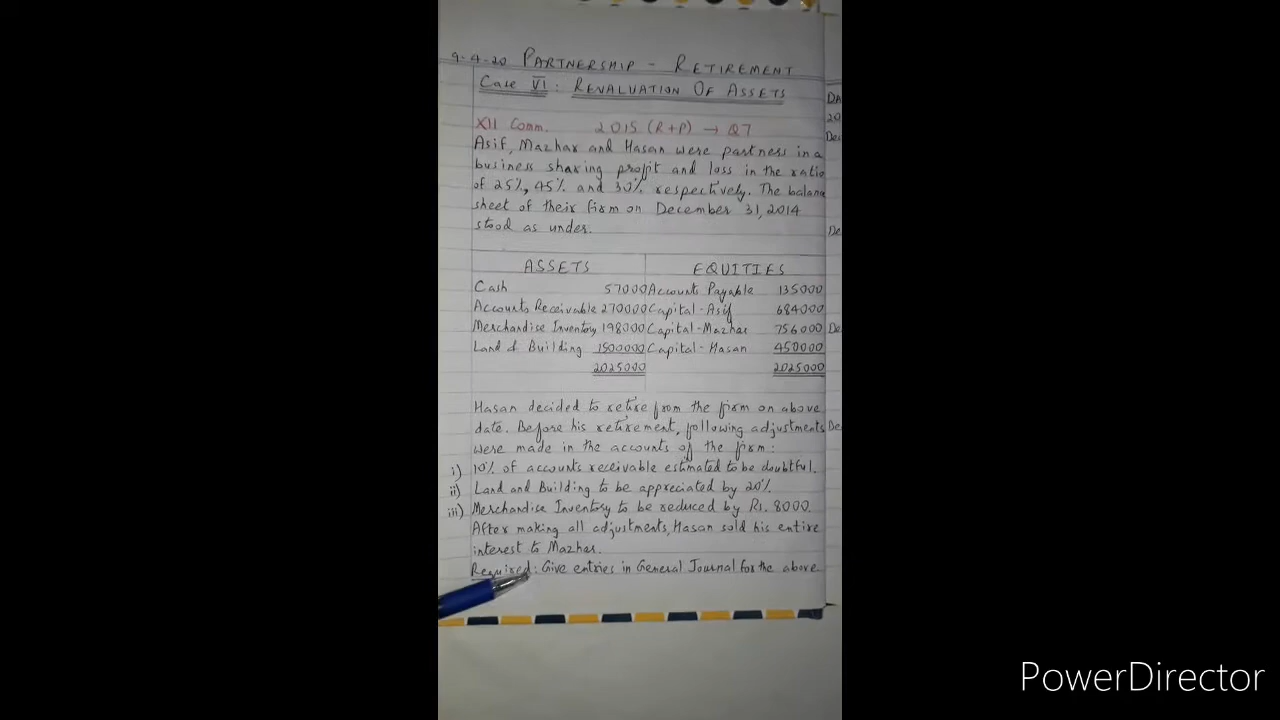 9-4-20 PARTNERSHIP - RETIREMENT
Case VI : REVALUATION OF ASSETS
XII Comm. 2015 (R+P) → Q7
Asif, Mazhar and Hasan were partners in a
business sharing profit and loss in the ratio
of 25%, 45% and 30% respectively. The balance
sheet of their firm on December 31, 2014
stood as under.
ASSETS EQUITIES
Cash 57000 Accounts Payable 135000
Accounts Receivable 270000 Capital-Asif 684000
Merchandise Inventory 198000 Capital-Mazhar 756000
Land & Building 1500000 Capital-Hasan 450000
2025000 2025000
Hasan decided to retire from the firm on above
date. Before his retirement, following adjustments
were made in the accounts of the firm:
i) 10% of accounts receivable estimated to be doubtful.
ii) Land and Building to be appreciated by 20%.
iii) Merchandise Inventory to be reduced by Rs. 8000.
After making all adjustments, Hasan sold his entire
interest to Mazhar.
Required: Give entries in General Journal for the above
DA
20
Dec
De
De
De
PowerDirector